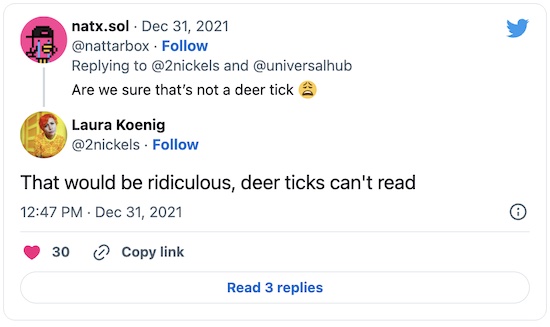 natx.sol · Dec 31, 2021
@nattarbox · Follow
Replying to @2nickels and @universalhub
Are we sure that's not a deer tick 😩
Laura Koenig
@2nickels · Follow
That would be ridiculous, deer ticks can't read
12:47 PM · Dec 31, 2021
30 Copy link
Read 3 replies